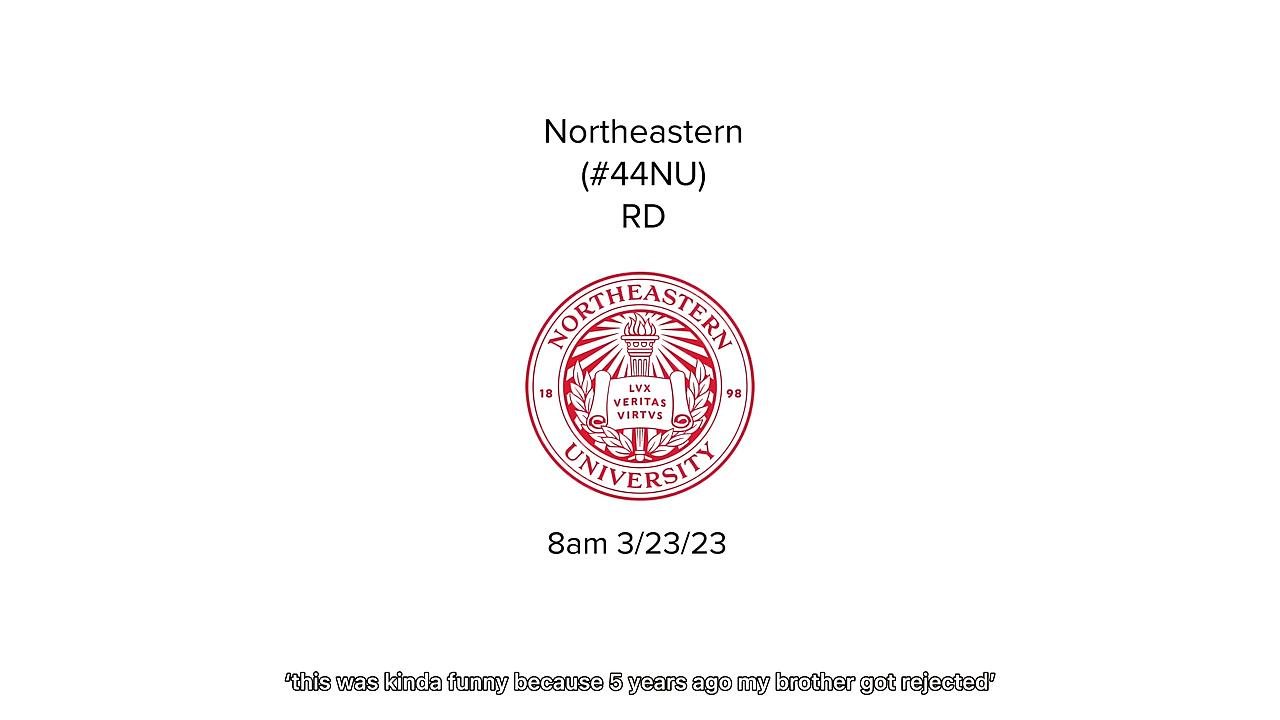 Northeastern
(#44NU)
RD
NORTHEASTERN
18
98
LVX
VERITAS
VIRTVS
UNIVERSITY
8am 3/23/23
‘this was kinda funny because 5 years ago my brother got rejected’